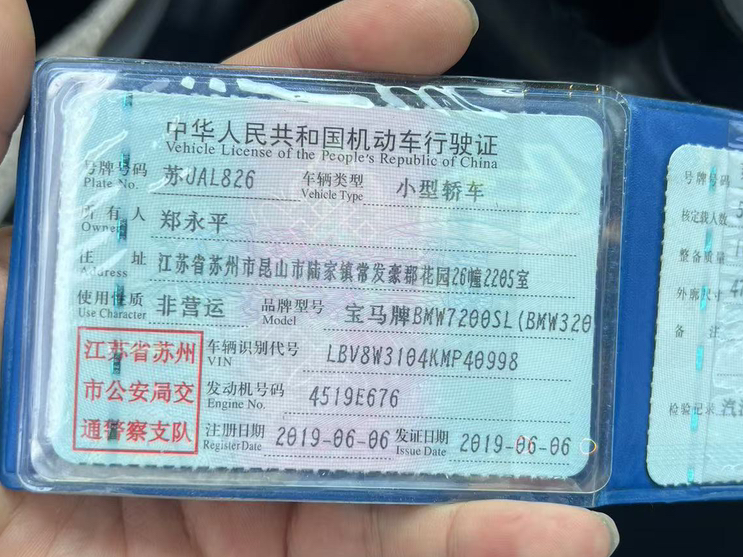 中华人民共和国机动车行驶证
Vehicle License of the People's Republic of China
号牌号码 苏UAL826 车辆类型 小型轿车
Plate No. Vehicle Type
所有人 郑永平
Owner
住址 江苏省苏州市昆山市陆家镇常发豪郡花园26幢2205室
Address
使用性质 非营运 品牌型号 宝马牌BMW7200SL(BMW320
Use Character Model
江苏省苏州
市公安局交
通警察支队
车辆识别代号 LBV8W3104KMP40998
VIN
发动机号码 4519E676
Engine No.
注册日期 2019-06-06 发证日期 2019-06-06
Register Date Issue Date
号牌号码
核定载人数 5
整备质量 1
外廓尺寸 4
备注
检验记录 汽